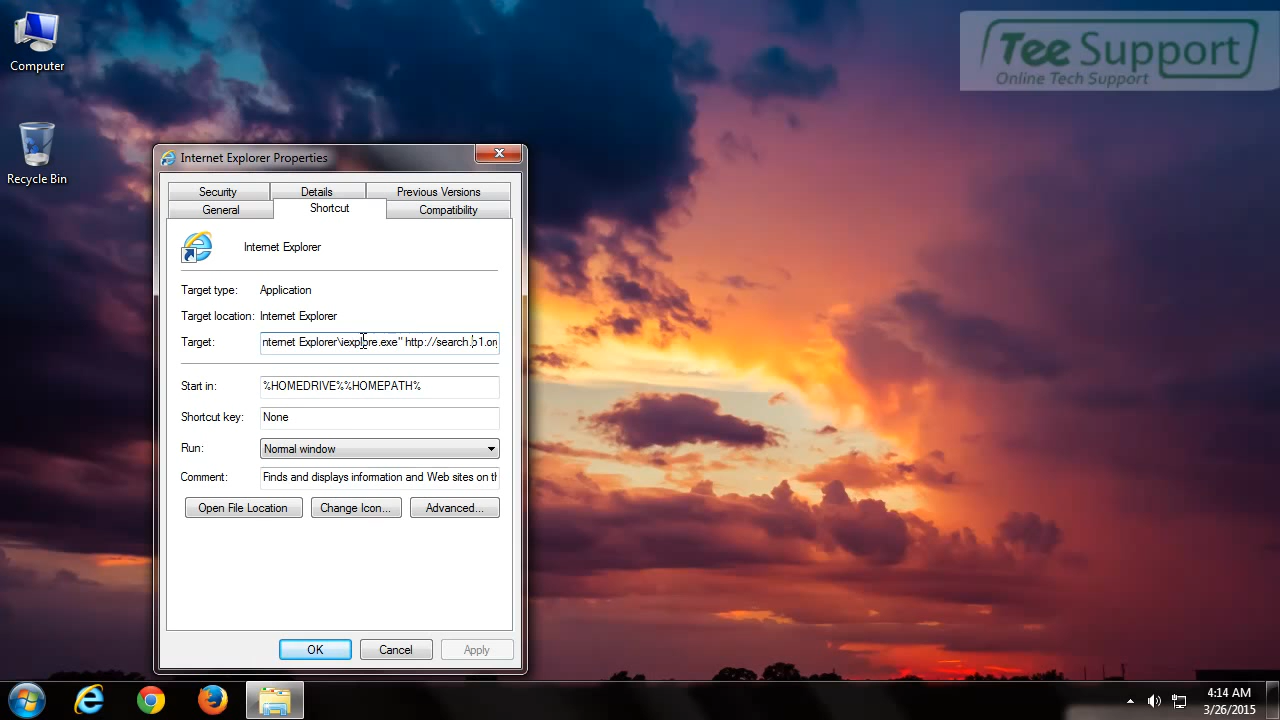 Computer
Recycle Bin
Tee Support
Online Tech Support
Internet Explorer Properties
Security Details Previous Versions
General Shortcut Compatibility
Internet Explorer
Target type: Application
Target location: Internet Explorer
Target: nternet Explorer\iexplore.exe" http://search.b1.org
Start in: %HOMEDRIVE%%HOMEPATH%
Shortcut key: None
Run: Normal window
Comment: Finds and displays information and Web sites on th
Open File Location Change Icon... Advanced...
OK Cancel Apply
4:14 AM
3/26/2015